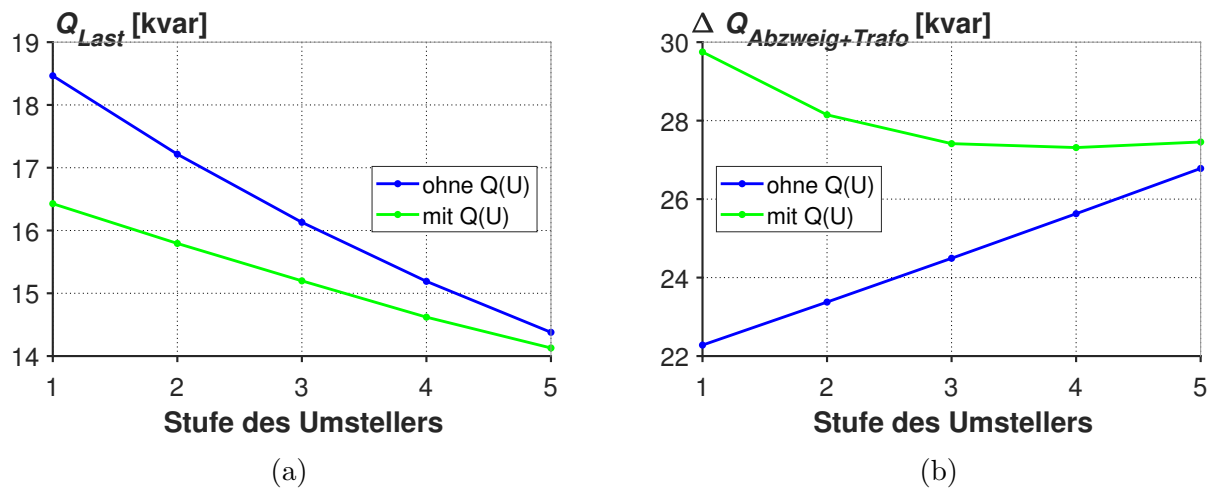 Q_Last [kvar]
19
18
17
16
15
14
1 2 3 4 5
ohne Q(U)
mit Q(U)
Stufe des Umstellers
(a)
Δ Q_Abzweig+Trafo [kvar]
30
28
26
24
22
1 2 3 4 5
ohne Q(U)
mit Q(U)
Stufe des Umstellers
(b)